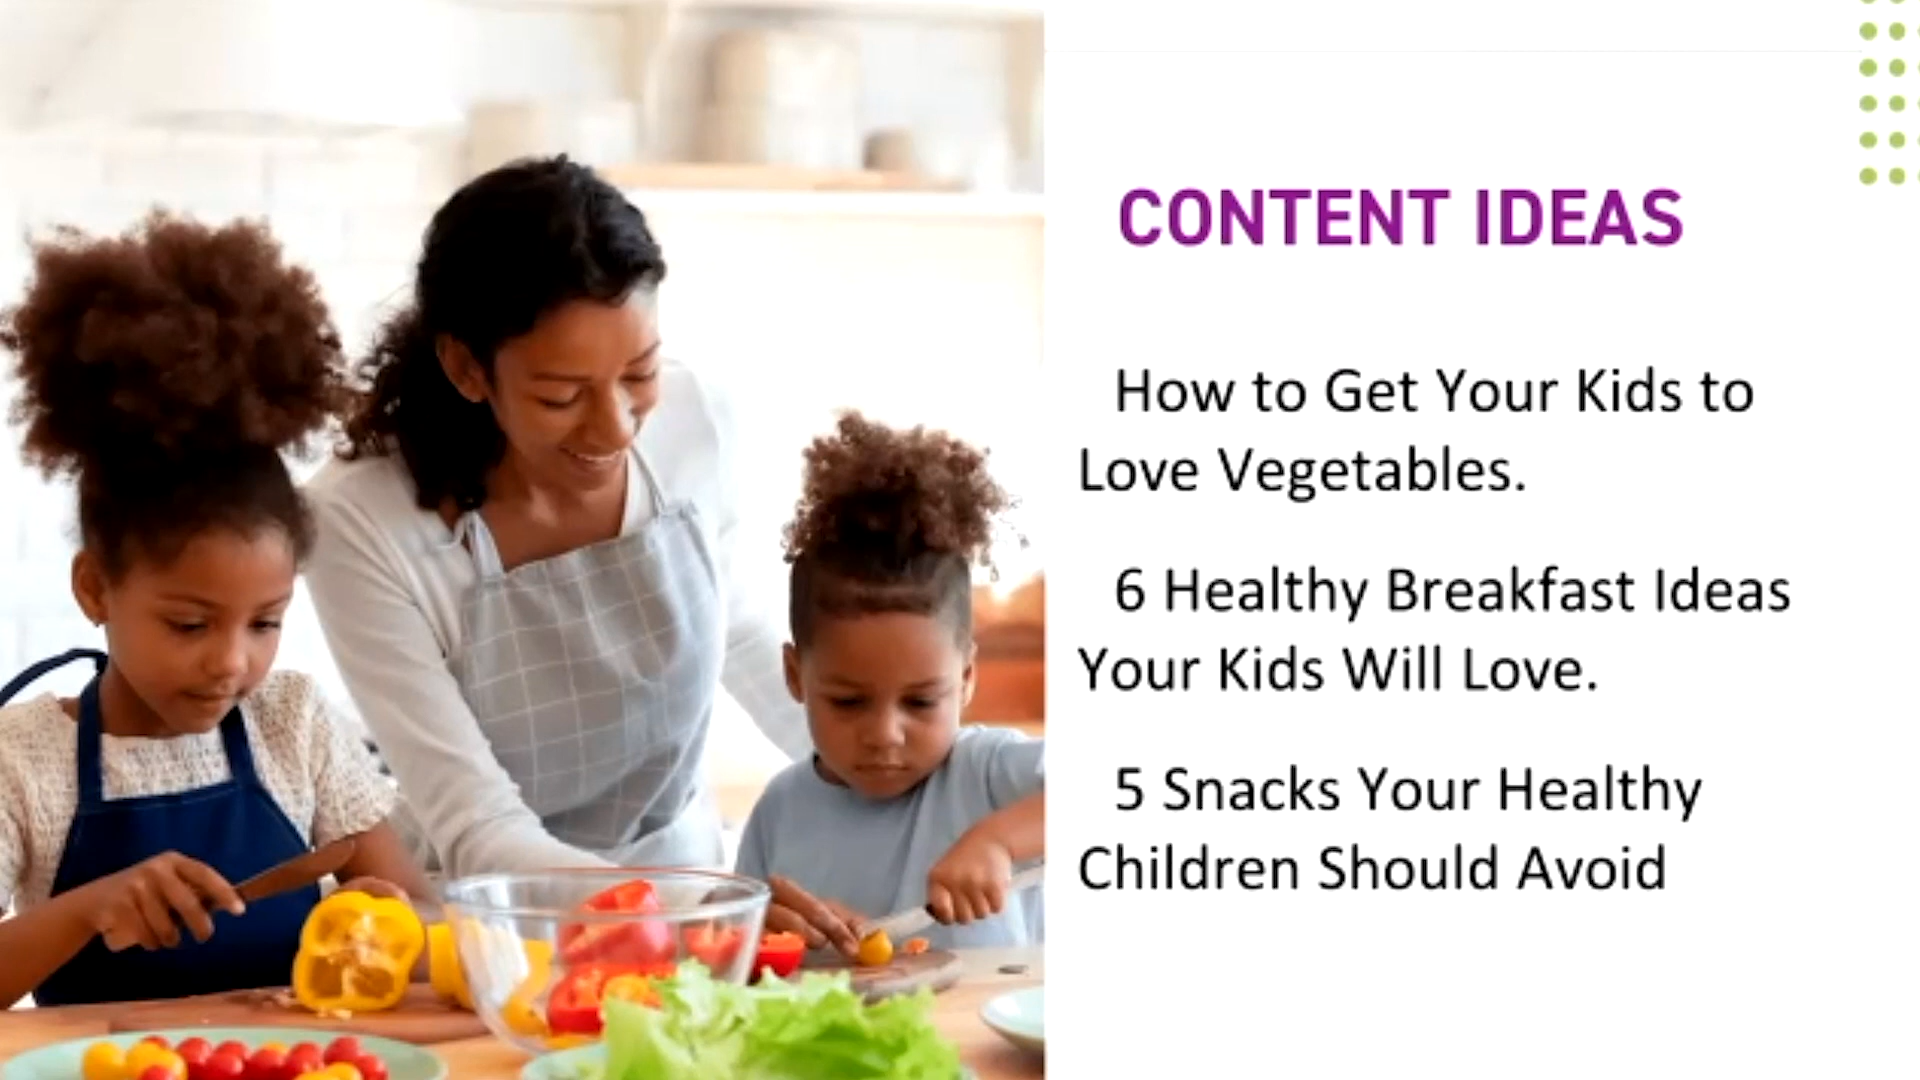 CONTENT IDEAS
How to Get Your Kids to
Love Vegetables.
6 Healthy Breakfast Ideas
Your Kids Will Love.
5 Snacks Your Healthy
Children Should Avoid